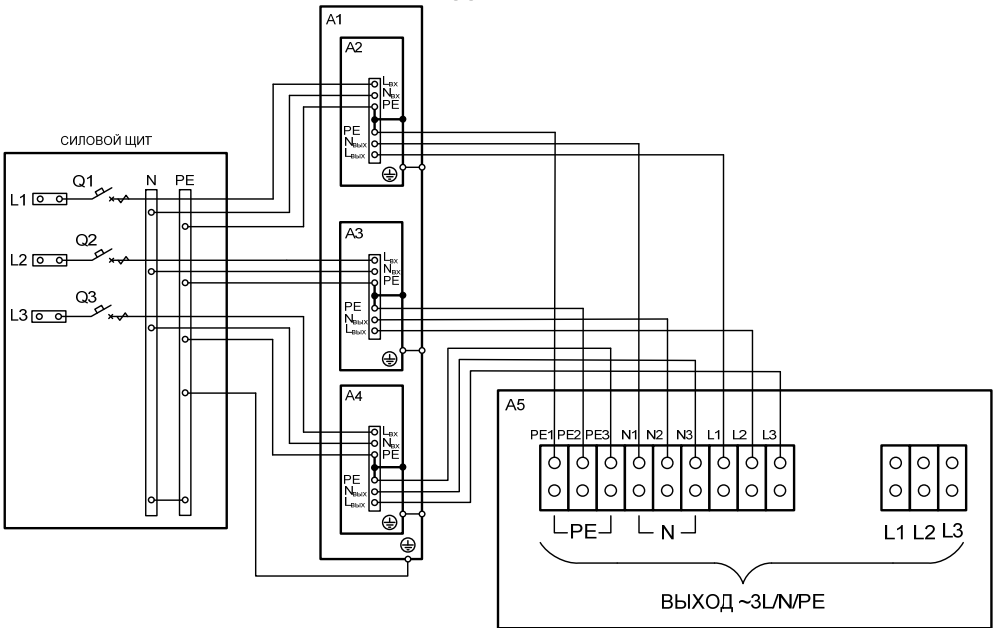 A1
A2
Lвх
Nвх
PE
PE
Nвых
Lвых
СИЛОВОЙ ЩИТ
Q1
N
PE
L1
Q2
L2
Q3
L3
A3
Lвх
Nвх
PE
PE
Nвых
Lвых
A4
Lвх
Nвх
PE
PE
Nвых
Lвых
A5
PE1 PE2 PE3 N1 N2 N3 L1 L2 L3
PE N
L1 L2 L3
ВЫХОД ~3L/N/PE